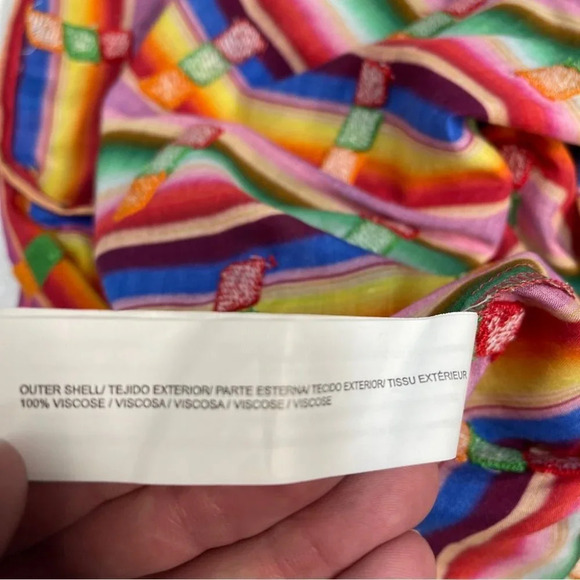 OUTER SHELL/ TEJIDO EXTERIOR/ PARTE ESTERNA/ TECIDO EXTERIOR/ TISSU EXTÉRIEUR
100% VISCOSE / VISCOSA / VISCOSA / VISCOSE / VISCOSE